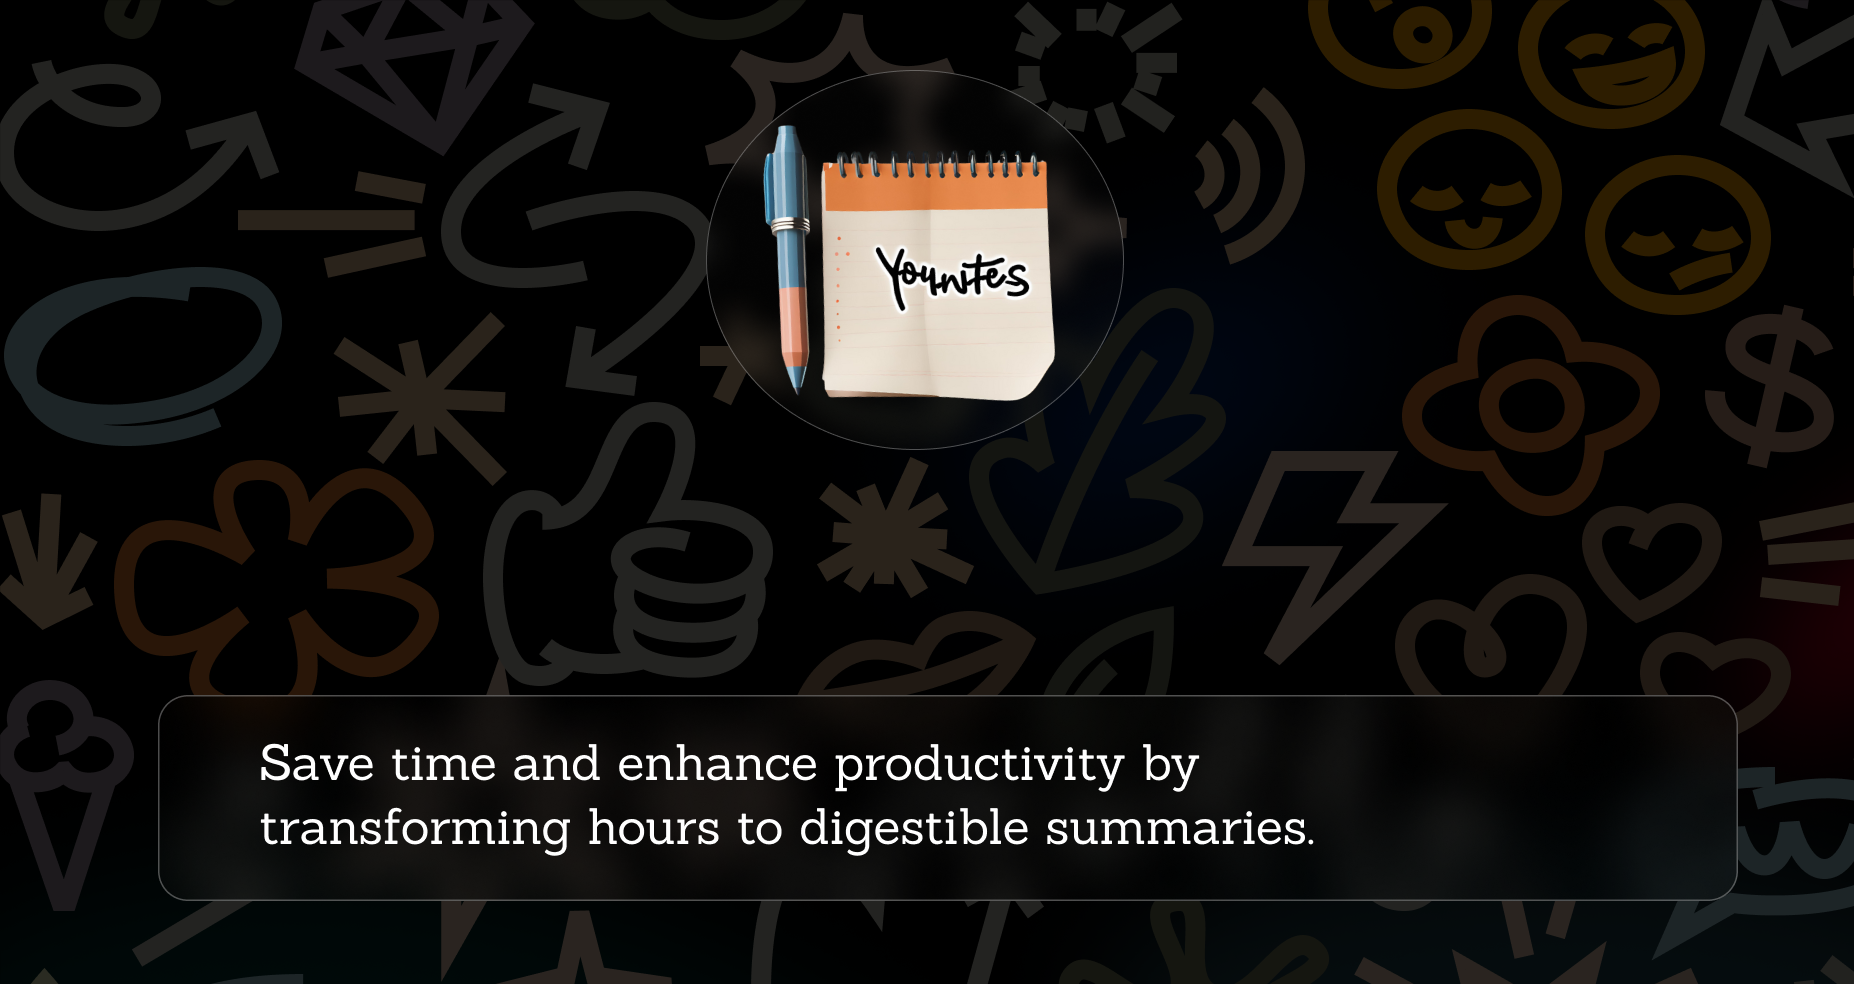 Younites
Save time and enhance productivity by
transforming hours to digestible summaries.